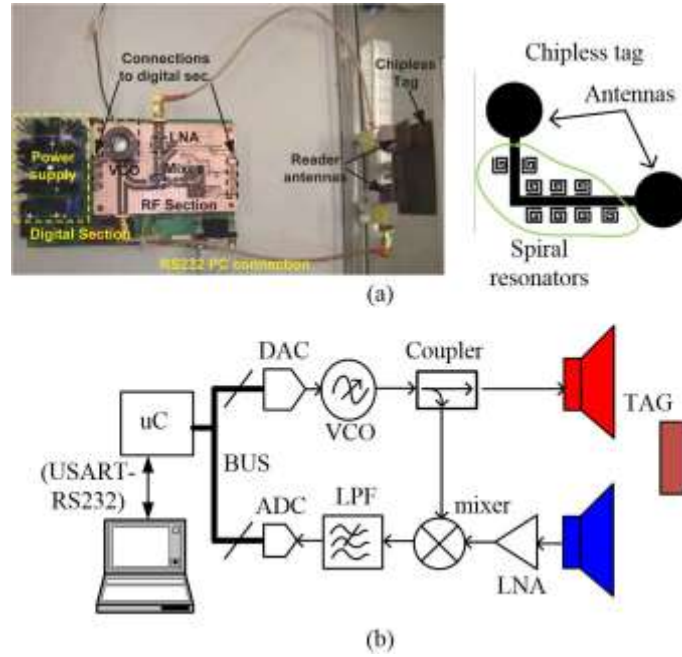 Connections
to digital sec.
Chipless
Tag
LNA
Power
supply
VCO
Mixer
Reader
antennas
RF Section
Digital Section
RS232 PC connection
Chipless tag
Antennas
Spiral
resonators
(a)
DAC
Coupler
TAG
uC
VCO
(USART-
RS232)
BUS
ADC
LPF
mixer
LNA
(b)